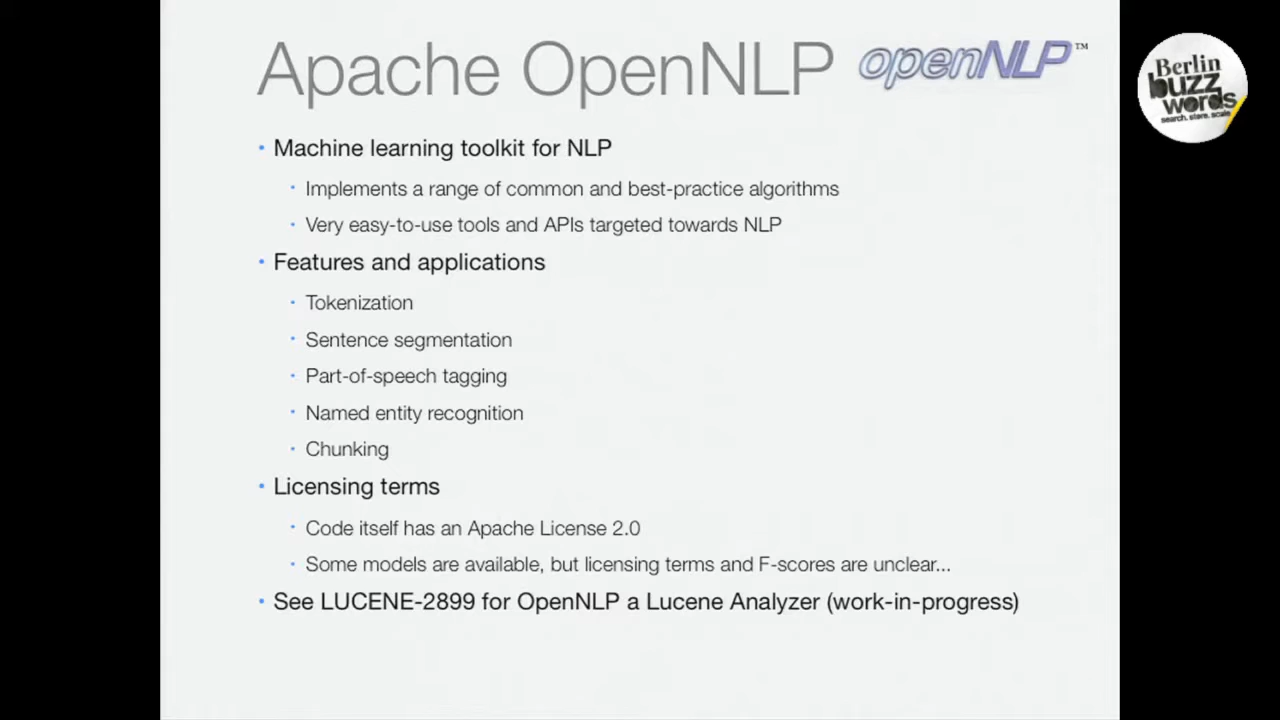 Apache OpenNLP
openNLP™
Berlin
buzz
words
search. store. scale
• Machine learning toolkit for NLP
• Implements a range of common and best-practice algorithms
• Very easy-to-use tools and APIs targeted towards NLP
• Features and applications
• Tokenization
• Sentence segmentation
• Part-of-speech tagging
• Named entity recognition
• Chunking
• Licensing terms
• Code itself has an Apache License 2.0
• Some models are available, but licensing terms and F-scores are unclear...
• See LUCENE-2899 for OpenNLP a Lucene Analyzer (work-in-progress)